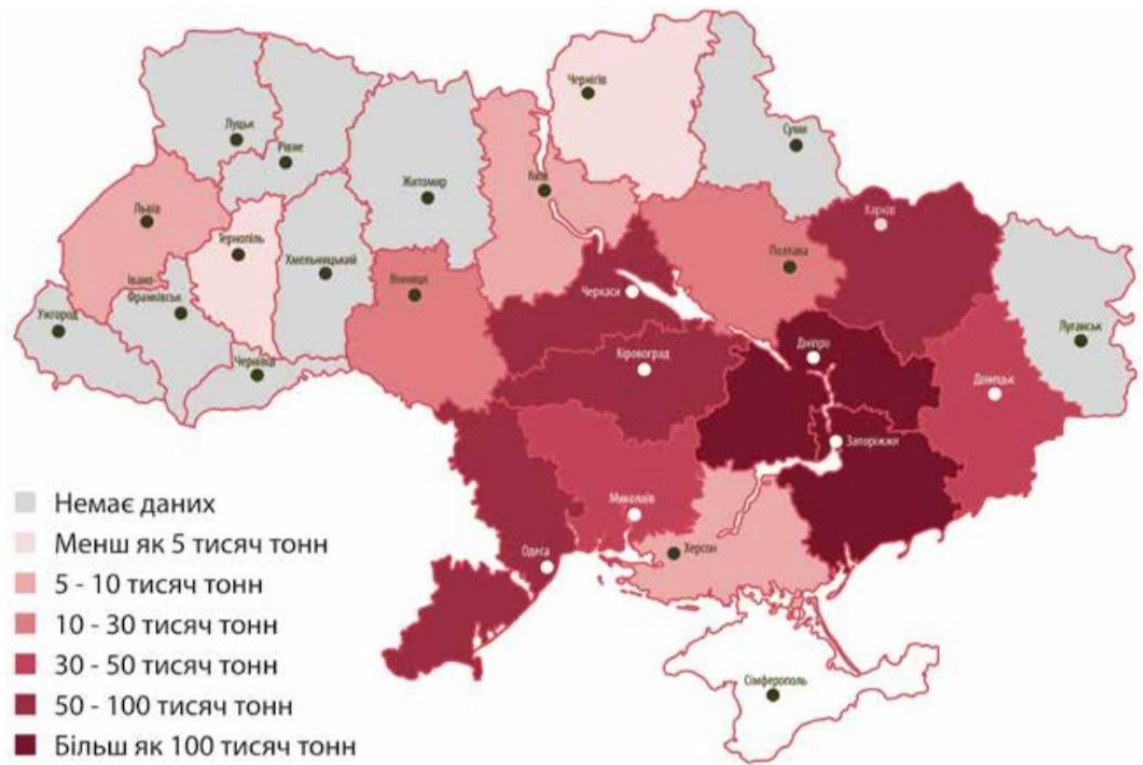 Чернігів
Луцьк
Суми
Рівне
Житомир
Київ
Львів
Харків
Тернопіль
Полтава
Хмельницький
Івано-
Франківськ
Вінниця
Черкаси
Ужгород
Луганськ
Дніпро
Кіровоград
Чернівці
Донецьк
Запоріжжя
Миколаїв
Одеса
Херсон
Сімферополь
Немає даних
Менш як 5 тисяч тонн
5 - 10 тисяч тонн
10 - 30 тисяч тонн
30 - 50 тисяч тонн
50 - 100 тисяч тонн
Більш як 100 тисяч тонн